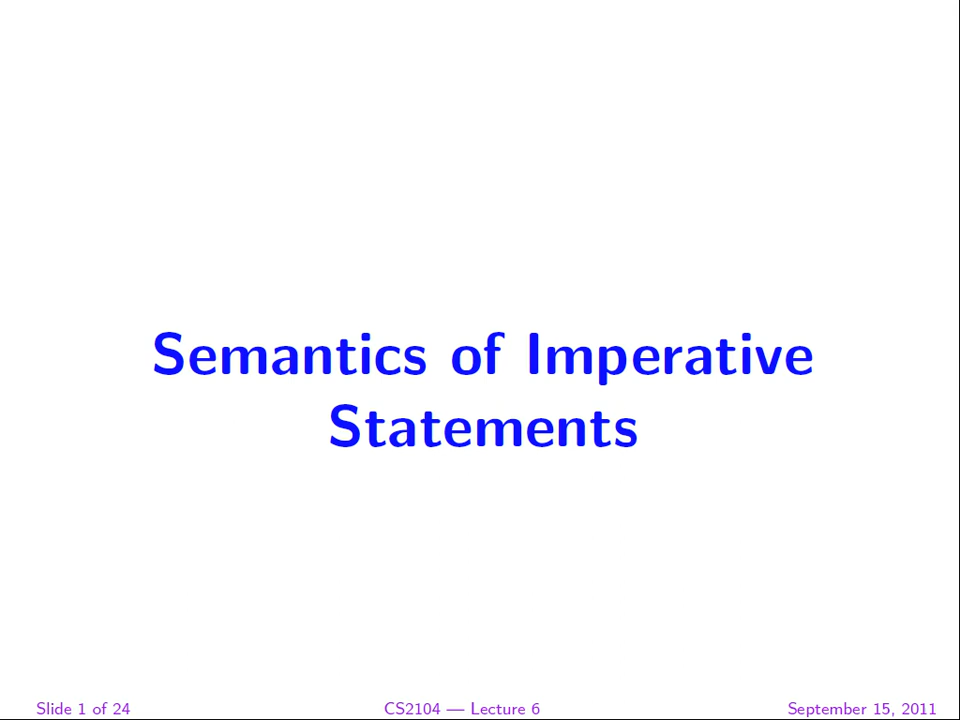 Semantics of Imperative
Statements
Slide 1 of 24
CS2104 — Lecture 6
September 15, 2011